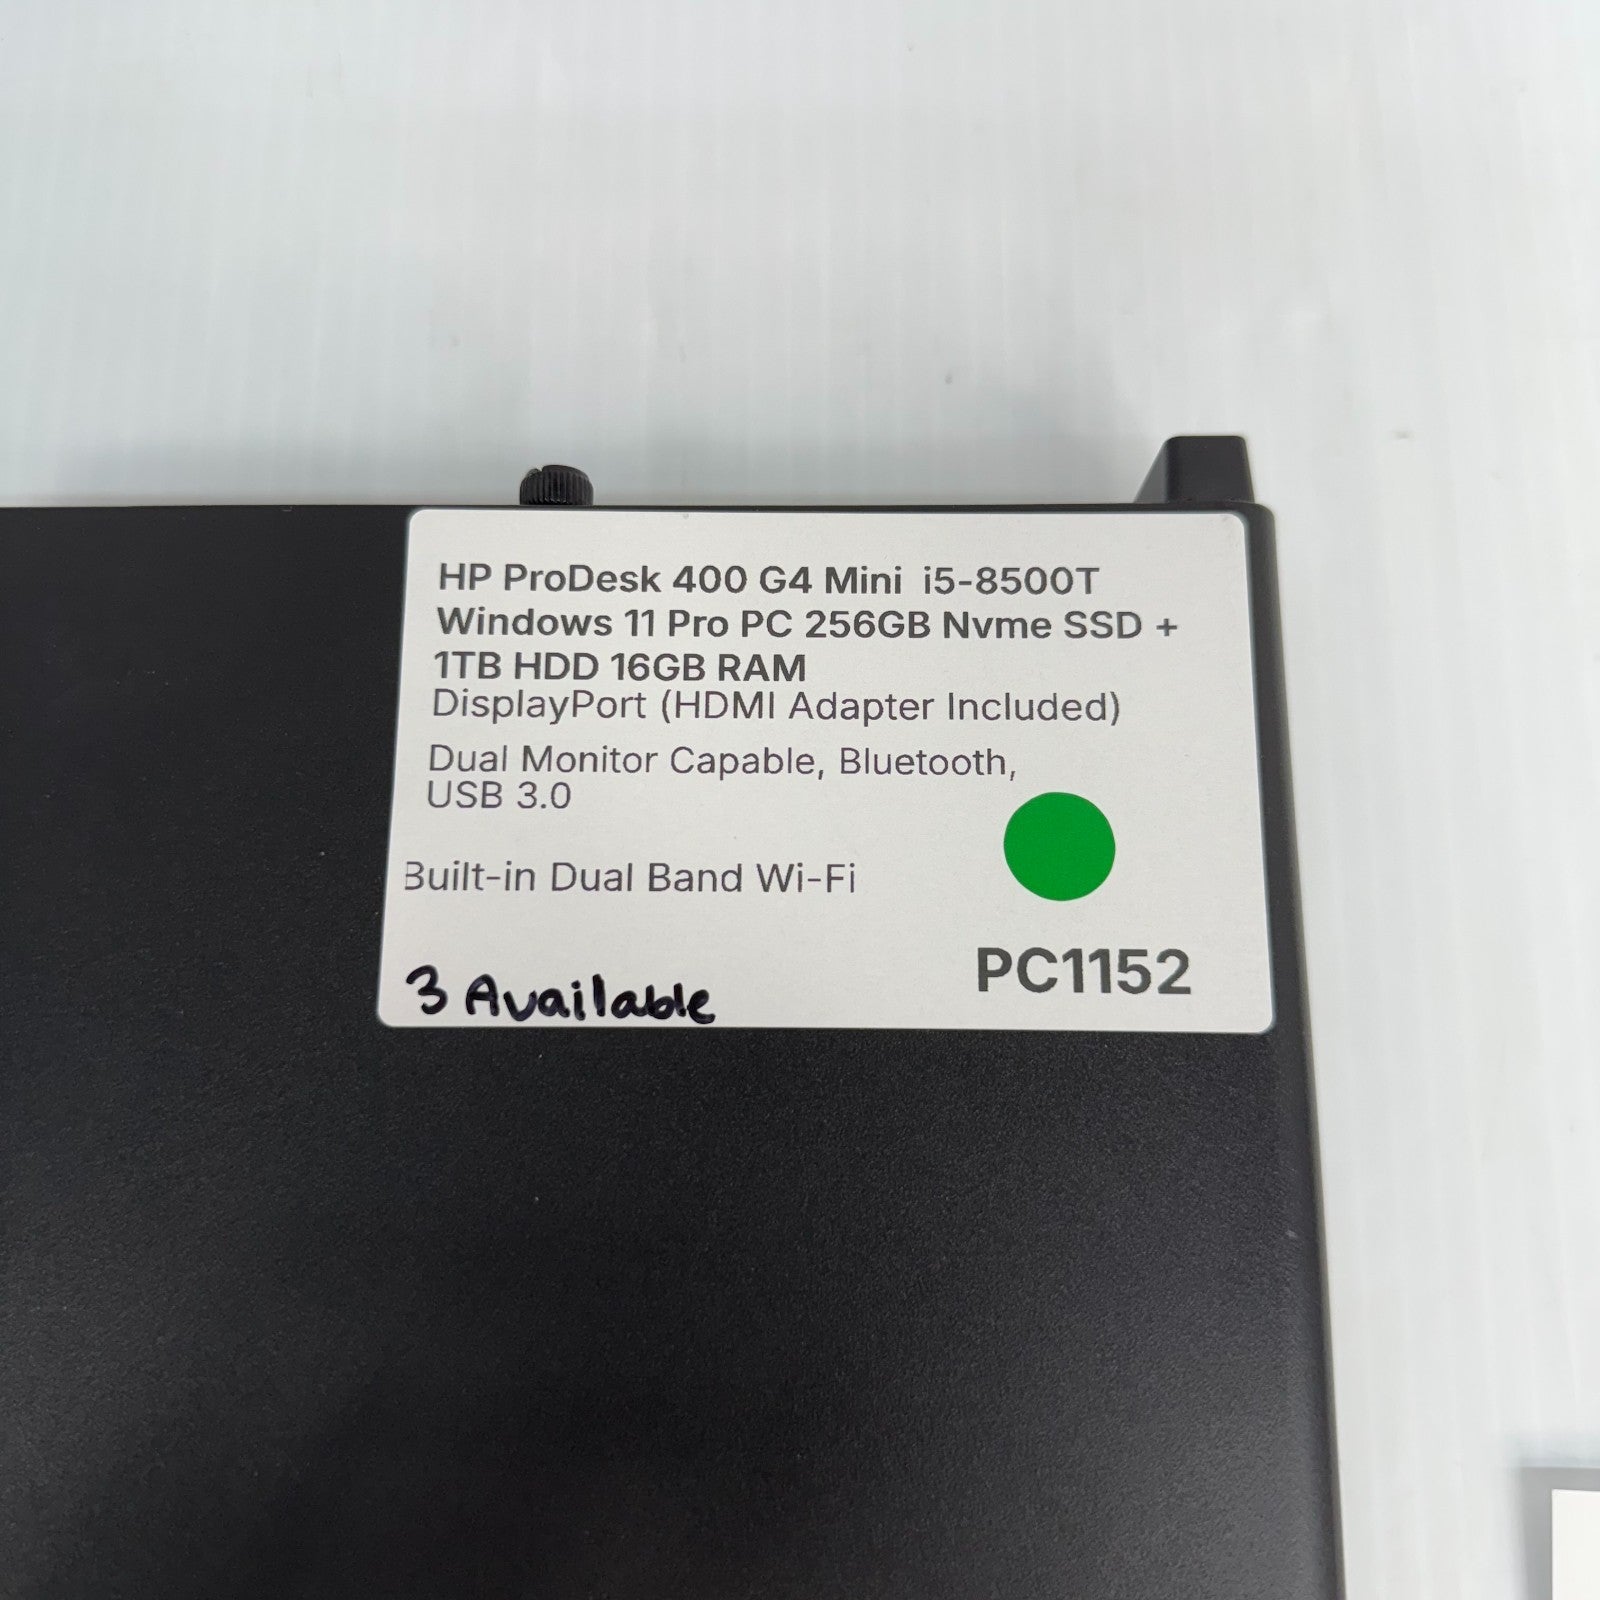 HP ProDesk 400 G4 Mini i5-8500T
Windows 11 Pro PC 256GB Nvme SSD +
1TB HDD 16GB RAM
DisplayPort (HDMI Adapter Included)
Dual Monitor Capable, Bluetooth,
USB 3.0
Built-in Dual Band Wi-Fi
PC1152
3 Available